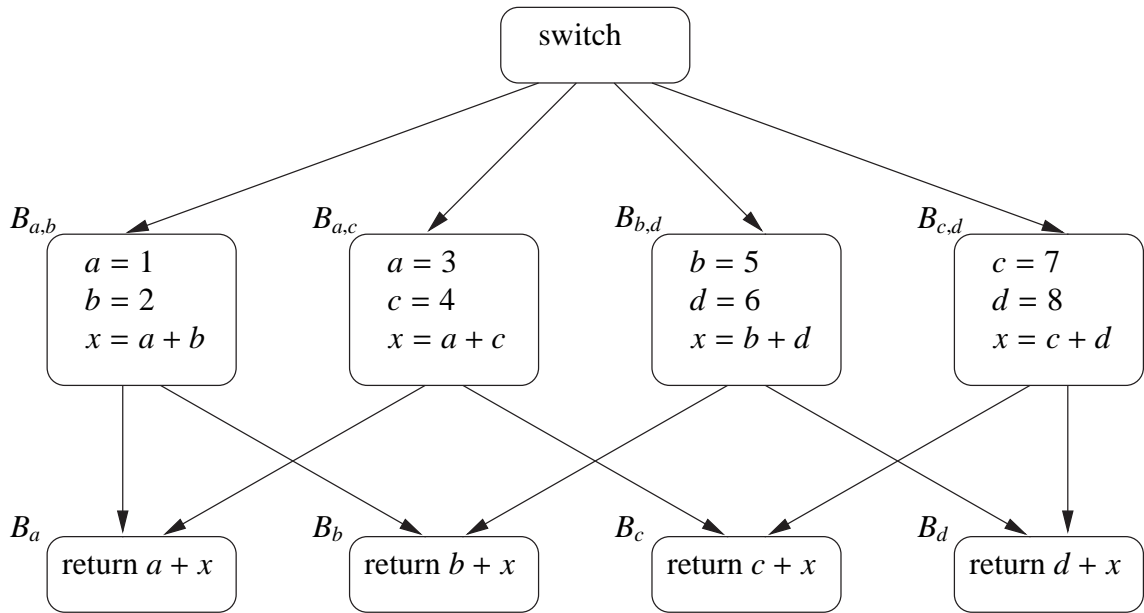 switch
B_{a,b}
a = 1
b = 2
x = a + b
B_{a,c}
a = 3
c = 4
x = a + c
B_{b,d}
b = 5
d = 6
x = b + d
B_{c,d}
c = 7
d = 8
x = c + d
B_a
return a + x
B_b
return b + x
B_c
return c + x
B_d
return d + x